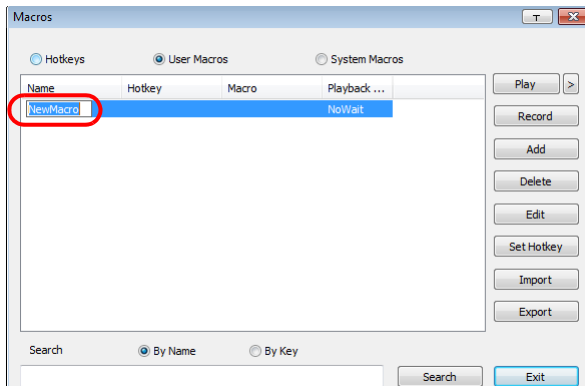 Macros
Hotkeys User Macros System Macros
Name Hotkey Macro Playback ...
NewMacro NoWait
Play >
Record
Add
Delete
Edit
Set Hotkey
Import
Export
Search By Name By Key
Search Exit